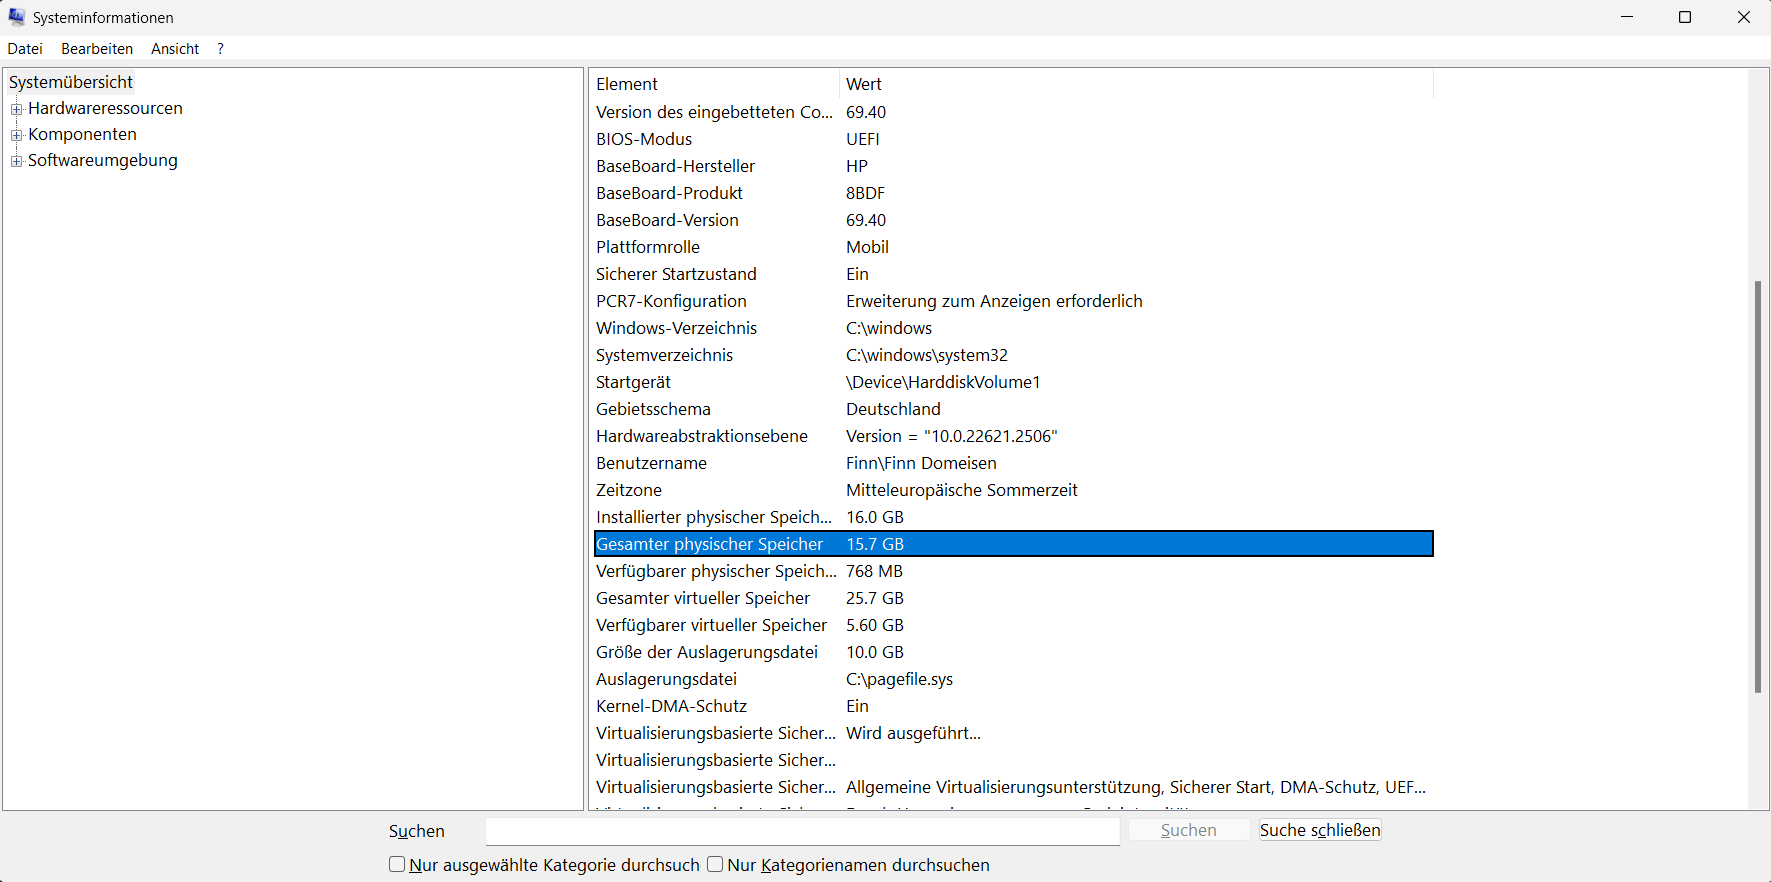 Systeminformationen
Datei Bearbeiten Ansicht ?
Systemübersicht
Hardwareressourcen
Komponenten
Softwareumgebung
Element Wert
Version des eingebetteten Co... 69.40
BIOS-Modus UEFI
BaseBoard-Hersteller HP
BaseBoard-Produkt 8BDF
BaseBoard-Version 69.40
Plattformrolle Mobil
Sicherer Startzustand Ein
PCR7-Konfiguration Erweiterung zum Anzeigen erforderlich
Windows-Verzeichnis C:\windows
Systemverzeichnis C:\windows\system32
Startgerät \Device\HarddiskVolume1
Gebietsschema Deutschland
Hardwareabstraktionsebene Version = "10.0.22621.2506"
Benutzername Finn\Finn Domeisen
Zeitzone Mitteleuropäische Sommerzeit
Installierter physischer Speich... 16.0 GB
Gesamter physischer Speicher 15.7 GB
Verfügbarer physischer Speich... 768 MB
Gesamter virtueller Speicher 25.7 GB
Verfügbarer virtueller Speicher 5.60 GB
Größe der Auslagerungsdatei 10.0 GB
Auslagerungsdatei C:\pagefile.sys
Kernel-DMA-Schutz Ein
Virtualisierungsbasierte Sicher... Wird ausgeführt...
Virtualisierungsbasierte Sicher...
Virtualisierungsbasierte Sicher... Allgemeine Virtualisierungsunterstützung, Sicherer Start, DMA-Schutz, UEF...
Suchen Suchen Suche schließen
Nur ausgewählte Kategorie durchsuch Nur Kategorienamen durchsuchen